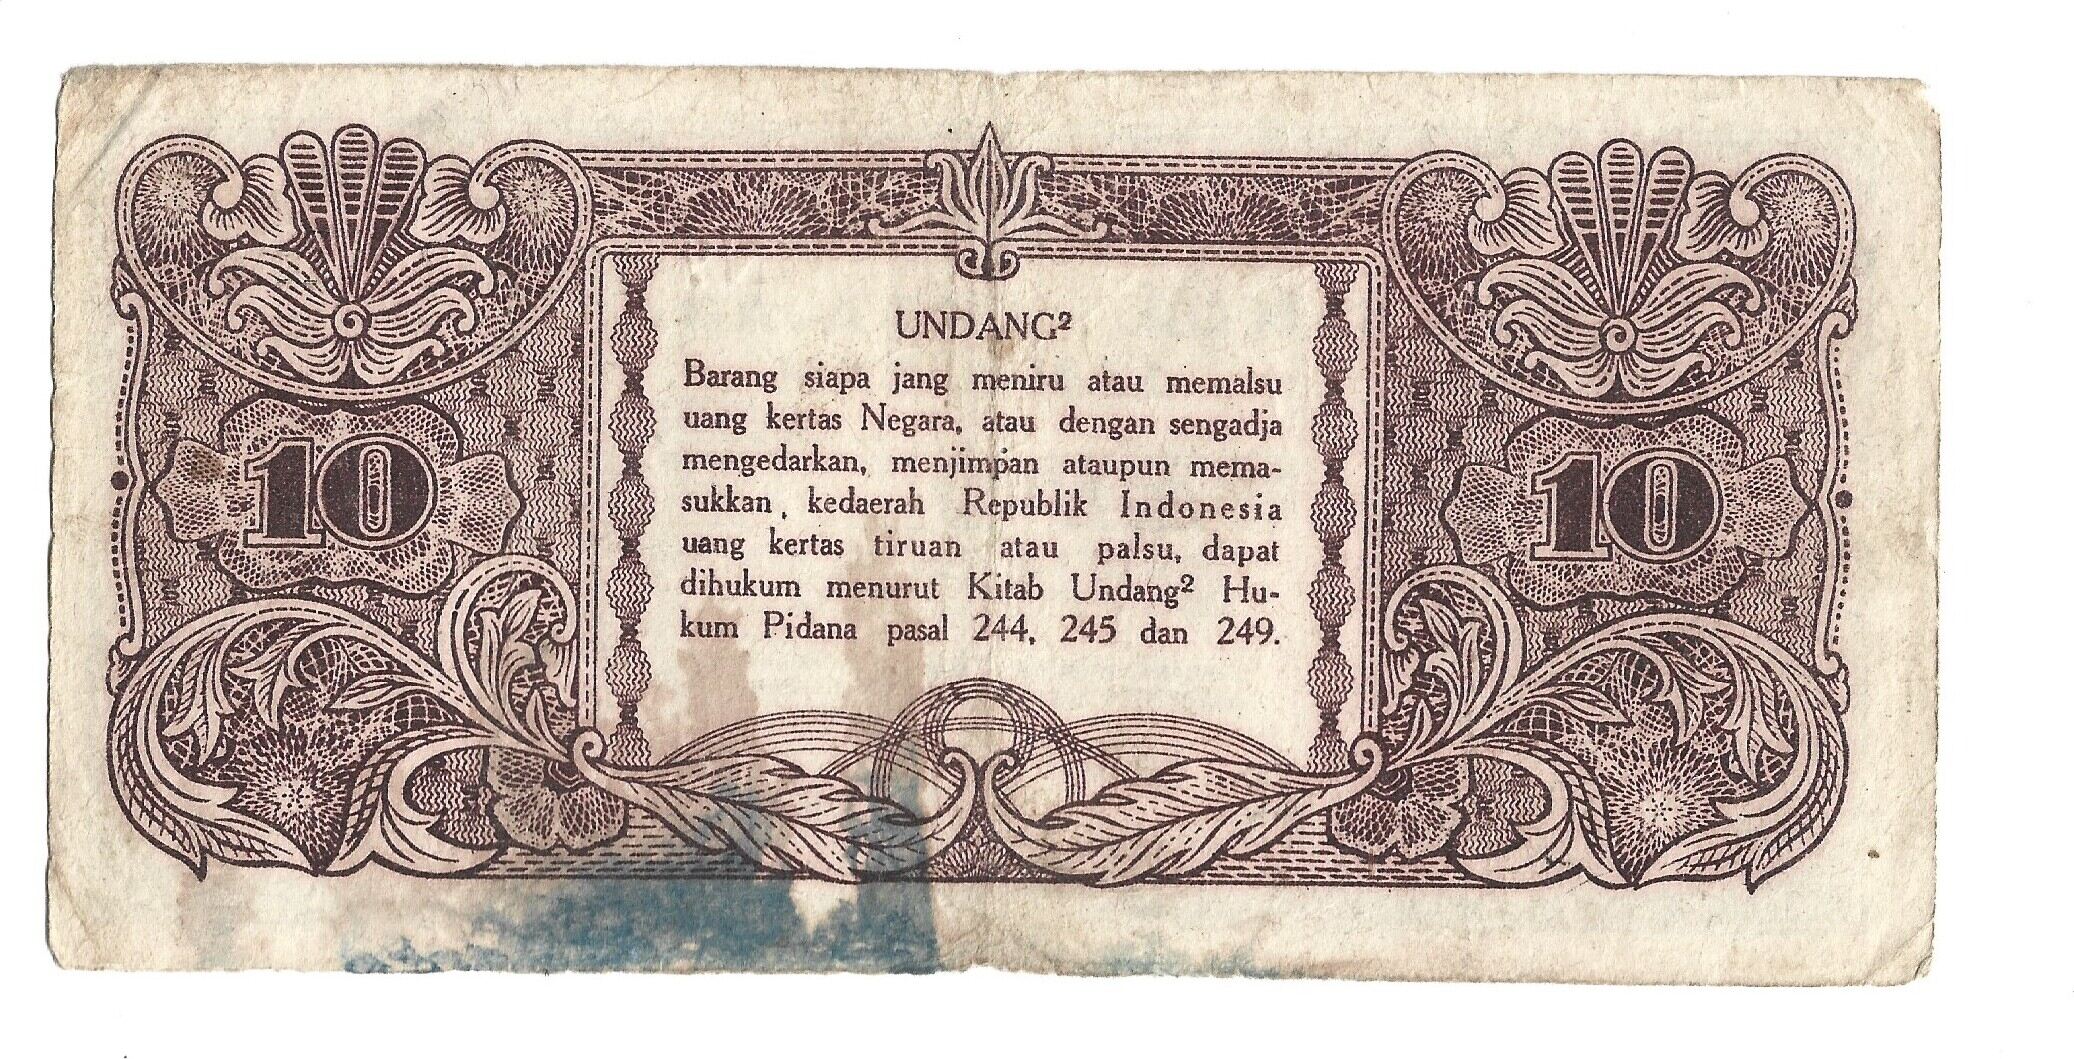 UNDANG²
Barang siapa jang meniru atau memalsu
uang kertas Negara, atau dengan sengadja
mengedarkan, menjimpan ataupun mema-
sukkan, kedaerah Republik Indonesia
uang kertas tiruan atau palsu, dapat
dihukum menurut Kitab Undang² Hu-
kum Pidana pasal 244, 245 dan 249.
10
10